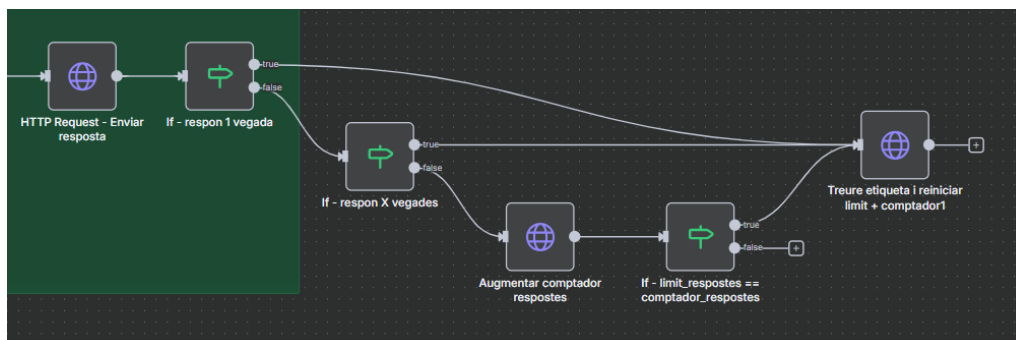 HTTP Request - Enviar
resposta
If - respon 1 vegada
true
false
If - respon X vegades
true
false
Augmentar comptador
respostes
If - limit_respostes ==
comptador_respostes
true
false
Treure etiqueta i reiniciar
limit + comptador1